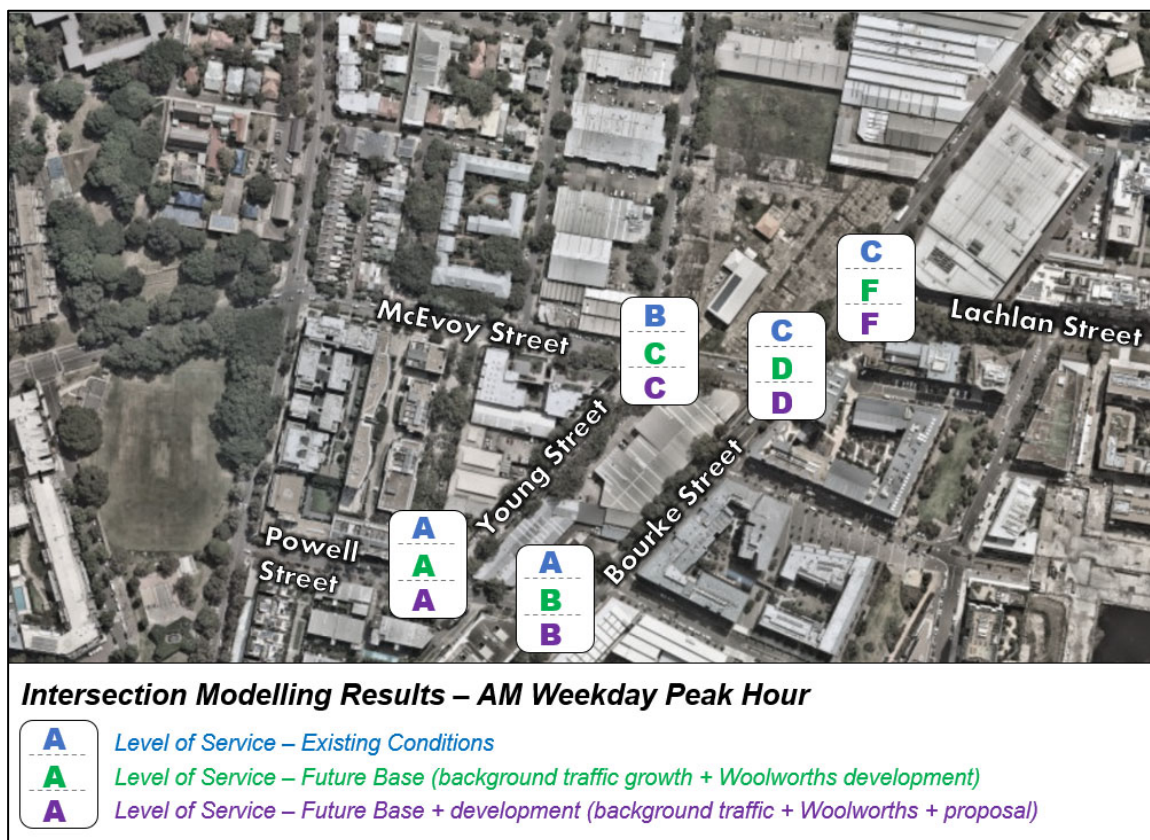 C
F
F
B
C
C
C
D
D
McEvoy Street
Lachlan Street
Young Street
Bourke Street
Powell
Street
A
A
A
A
B
B
Intersection Modelling Results – AM Weekday Peak Hour
A
Level of Service – Existing Conditions
A
Level of Service – Future Base (background traffic growth + Woolworths development)
A
Level of Service – Future Base + development (background traffic + Woolworths + proposal)